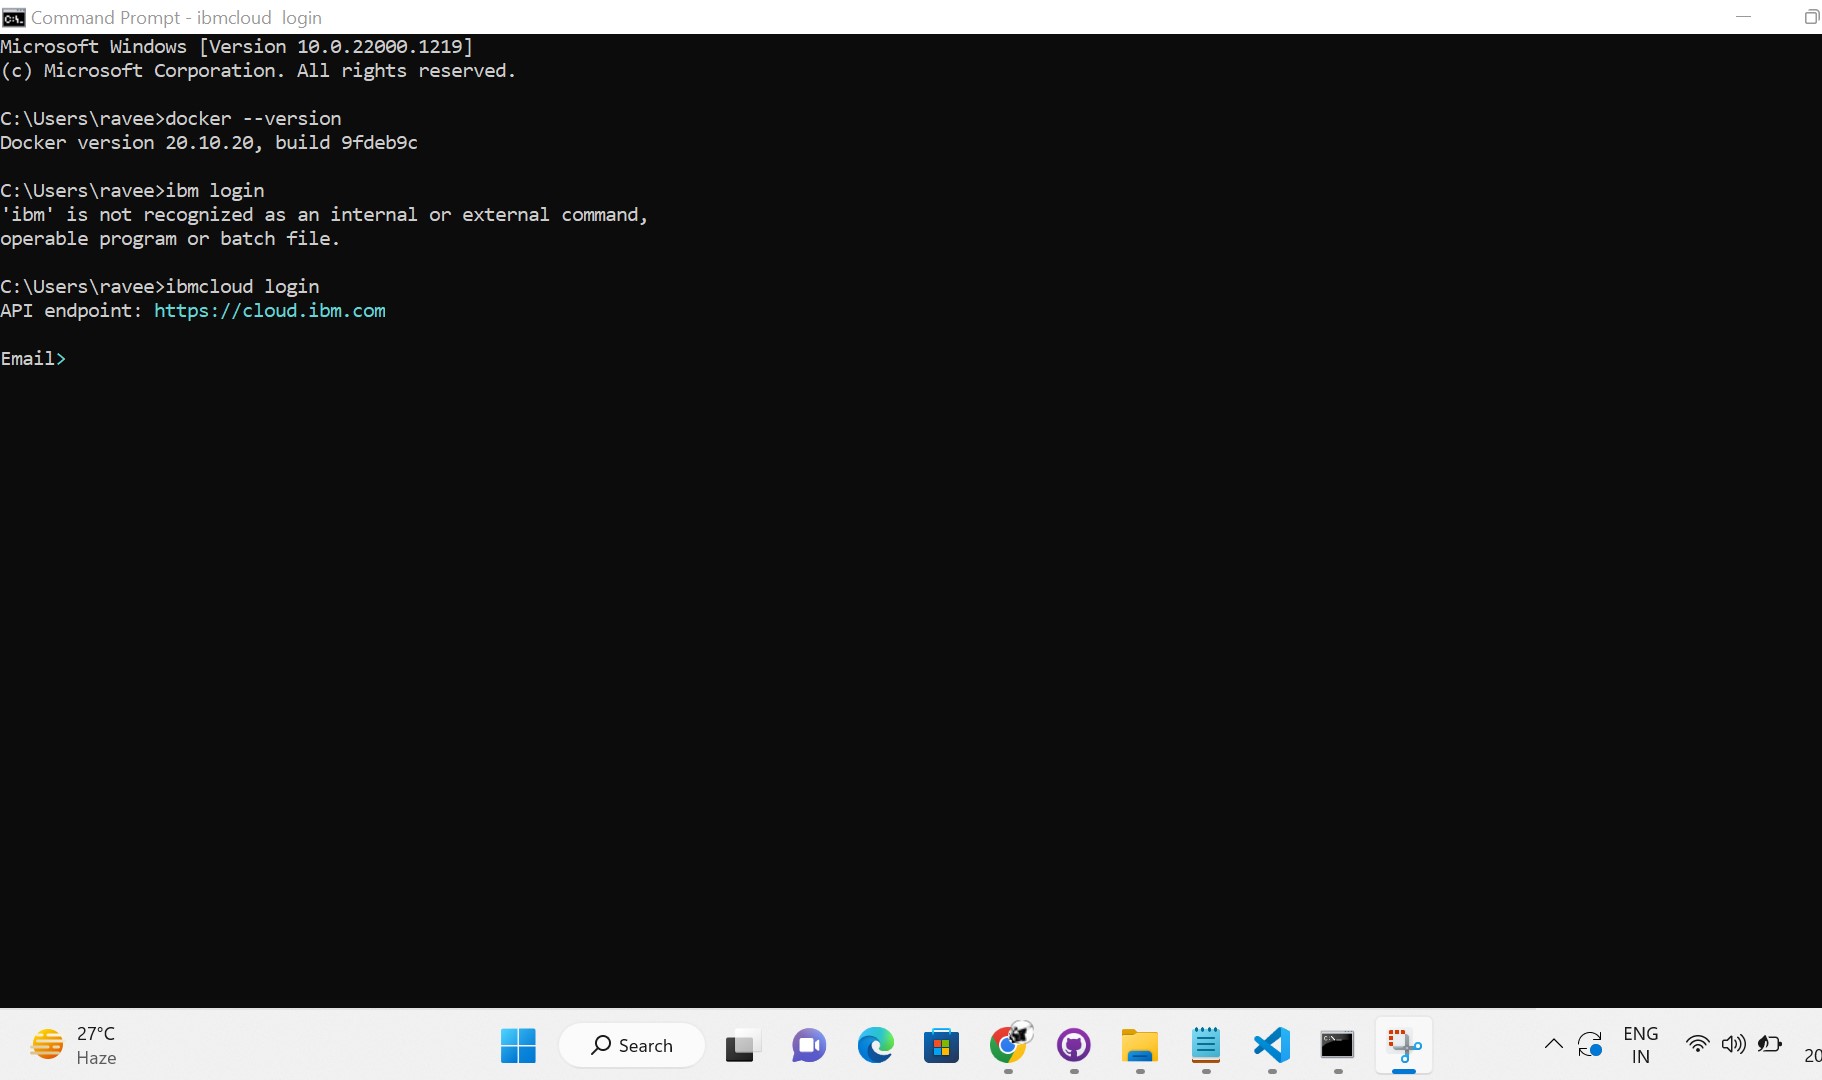 Command Prompt - ibmcloud  login
Microsoft Windows [Version 10.0.22000.1219]
(c) Microsoft Corporation. All rights reserved.
C:\Users\ravee>docker --version
Docker version 20.10.20, build 9fdeb9c
C:\Users\ravee>ibm login
'ibm' is not recognized as an internal or external command,
operable program or batch file.
C:\Users\ravee>ibmcloud login
API endpoint: https://cloud.ibm.com
Email>
27°C
Haze
Search
ENG
IN
20